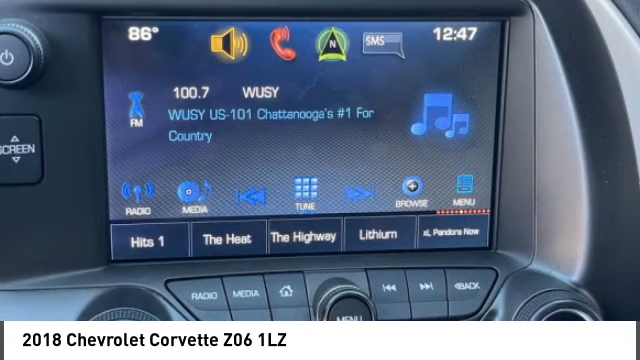 86°
SMS
12:47
N
100.7 WUSY
FM
WUSY US-101 Chattanooga's #1 For
Country
SCREEN
RADIO
MEDIA
TUNE
BROWSE
MENU
Hits 1
The Heat
The Highway
Lithium
xL Pandora Now
RADIO
MEDIA
BACK
MENU
2018 Chevrolet Corvette Z06 1LZ